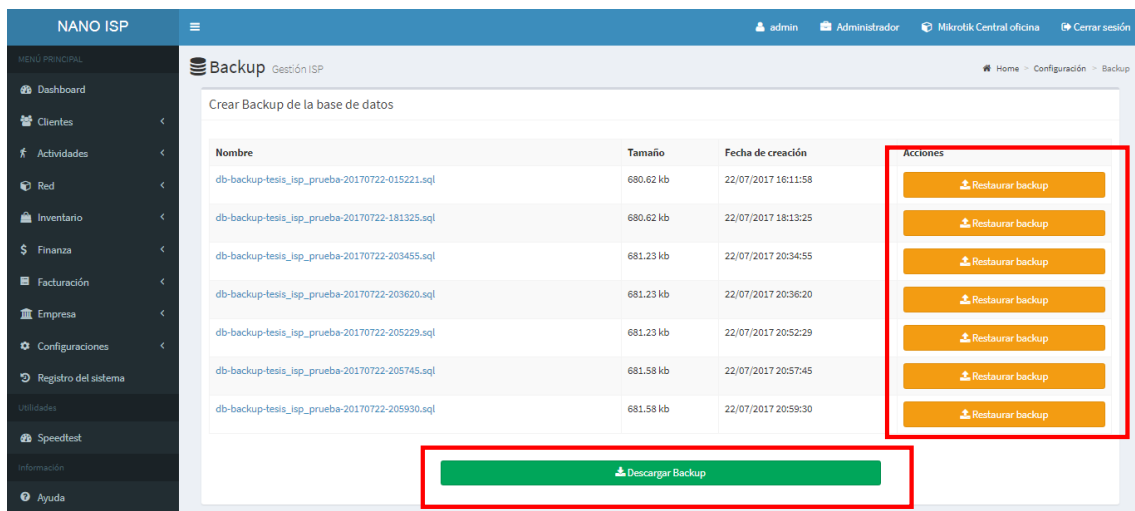 NANO ISP
admin
Administrador
Mikrotik Central oficina
Cerrar sesión
MENÚ PRINCIPAL
Dashboard
Clientes
Actividades
Red
Inventario
Finanza
Facturación
Empresa
Configuraciones
Registro del sistema
Utilidades
Speedtest
Información
Ayuda
Backup Gestión ISP
Home > Configuración > Backup
Crear Backup de la base de datos
Nombre Tamaño Fecha de creación Acciones
db-backup-tesis_isp_prueba-20170722-015221.sql 680.62 kb 22/07/2017 16:11:58 Restaurar backup
db-backup-tesis_isp_prueba-20170722-181325.sql 680.62 kb 22/07/2017 18:13:25 Restaurar backup
db-backup-tesis_isp_prueba-20170722-203455.sql 681.23 kb 22/07/2017 20:34:55 Restaurar backup
db-backup-tesis_isp_prueba-20170722-203620.sql 681.23 kb 22/07/2017 20:36:20 Restaurar backup
db-backup-tesis_isp_prueba-20170722-205229.sql 681.23 kb 22/07/2017 20:52:29 Restaurar backup
db-backup-tesis_isp_prueba-20170722-205745.sql 681.58 kb 22/07/2017 20:57:45 Restaurar backup
db-backup-tesis_isp_prueba-20170722-205930.sql 681.58 kb 22/07/2017 20:59:30 Restaurar backup
Descargar Backup